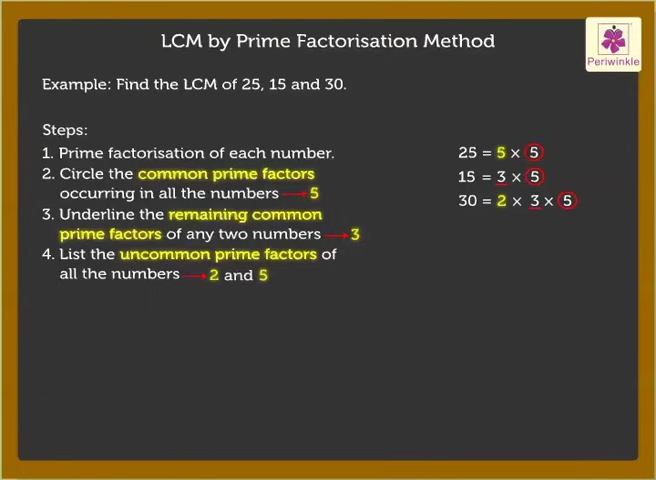 LCM by Prime Factorisation Method
Periwinkle
Example: Find the LCM of 25, 15 and 30.
Steps:
1. Prime factorisation of each number.
2. Circle the common prime factors
occurring in all the numbers → 5
3. Underline the remaining common
prime factors of any two numbers → 3
4. List the uncommon prime factors of
all the numbers → 2 and 5
25 = 5 × 5
15 = 3 × 5
30 = 2 × 3 × 5